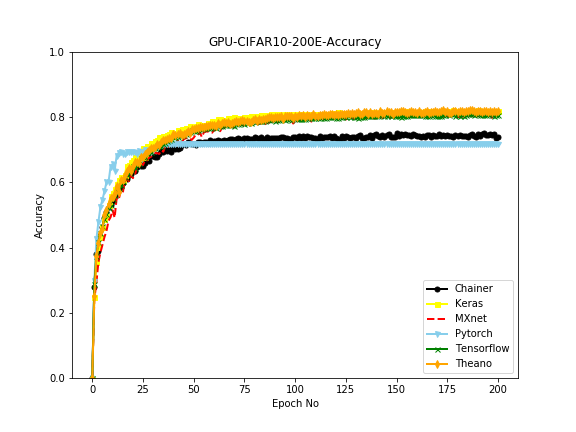 GPU-CIFAR10-200E-Accuracy
1.0
0.8
0.6
0.4
0.2
0.0
Accuracy
0 25 50 75 100 125 150 175 200
Epoch No
Chainer
Keras
MXnet
Pytorch
Tensorflow
Theano